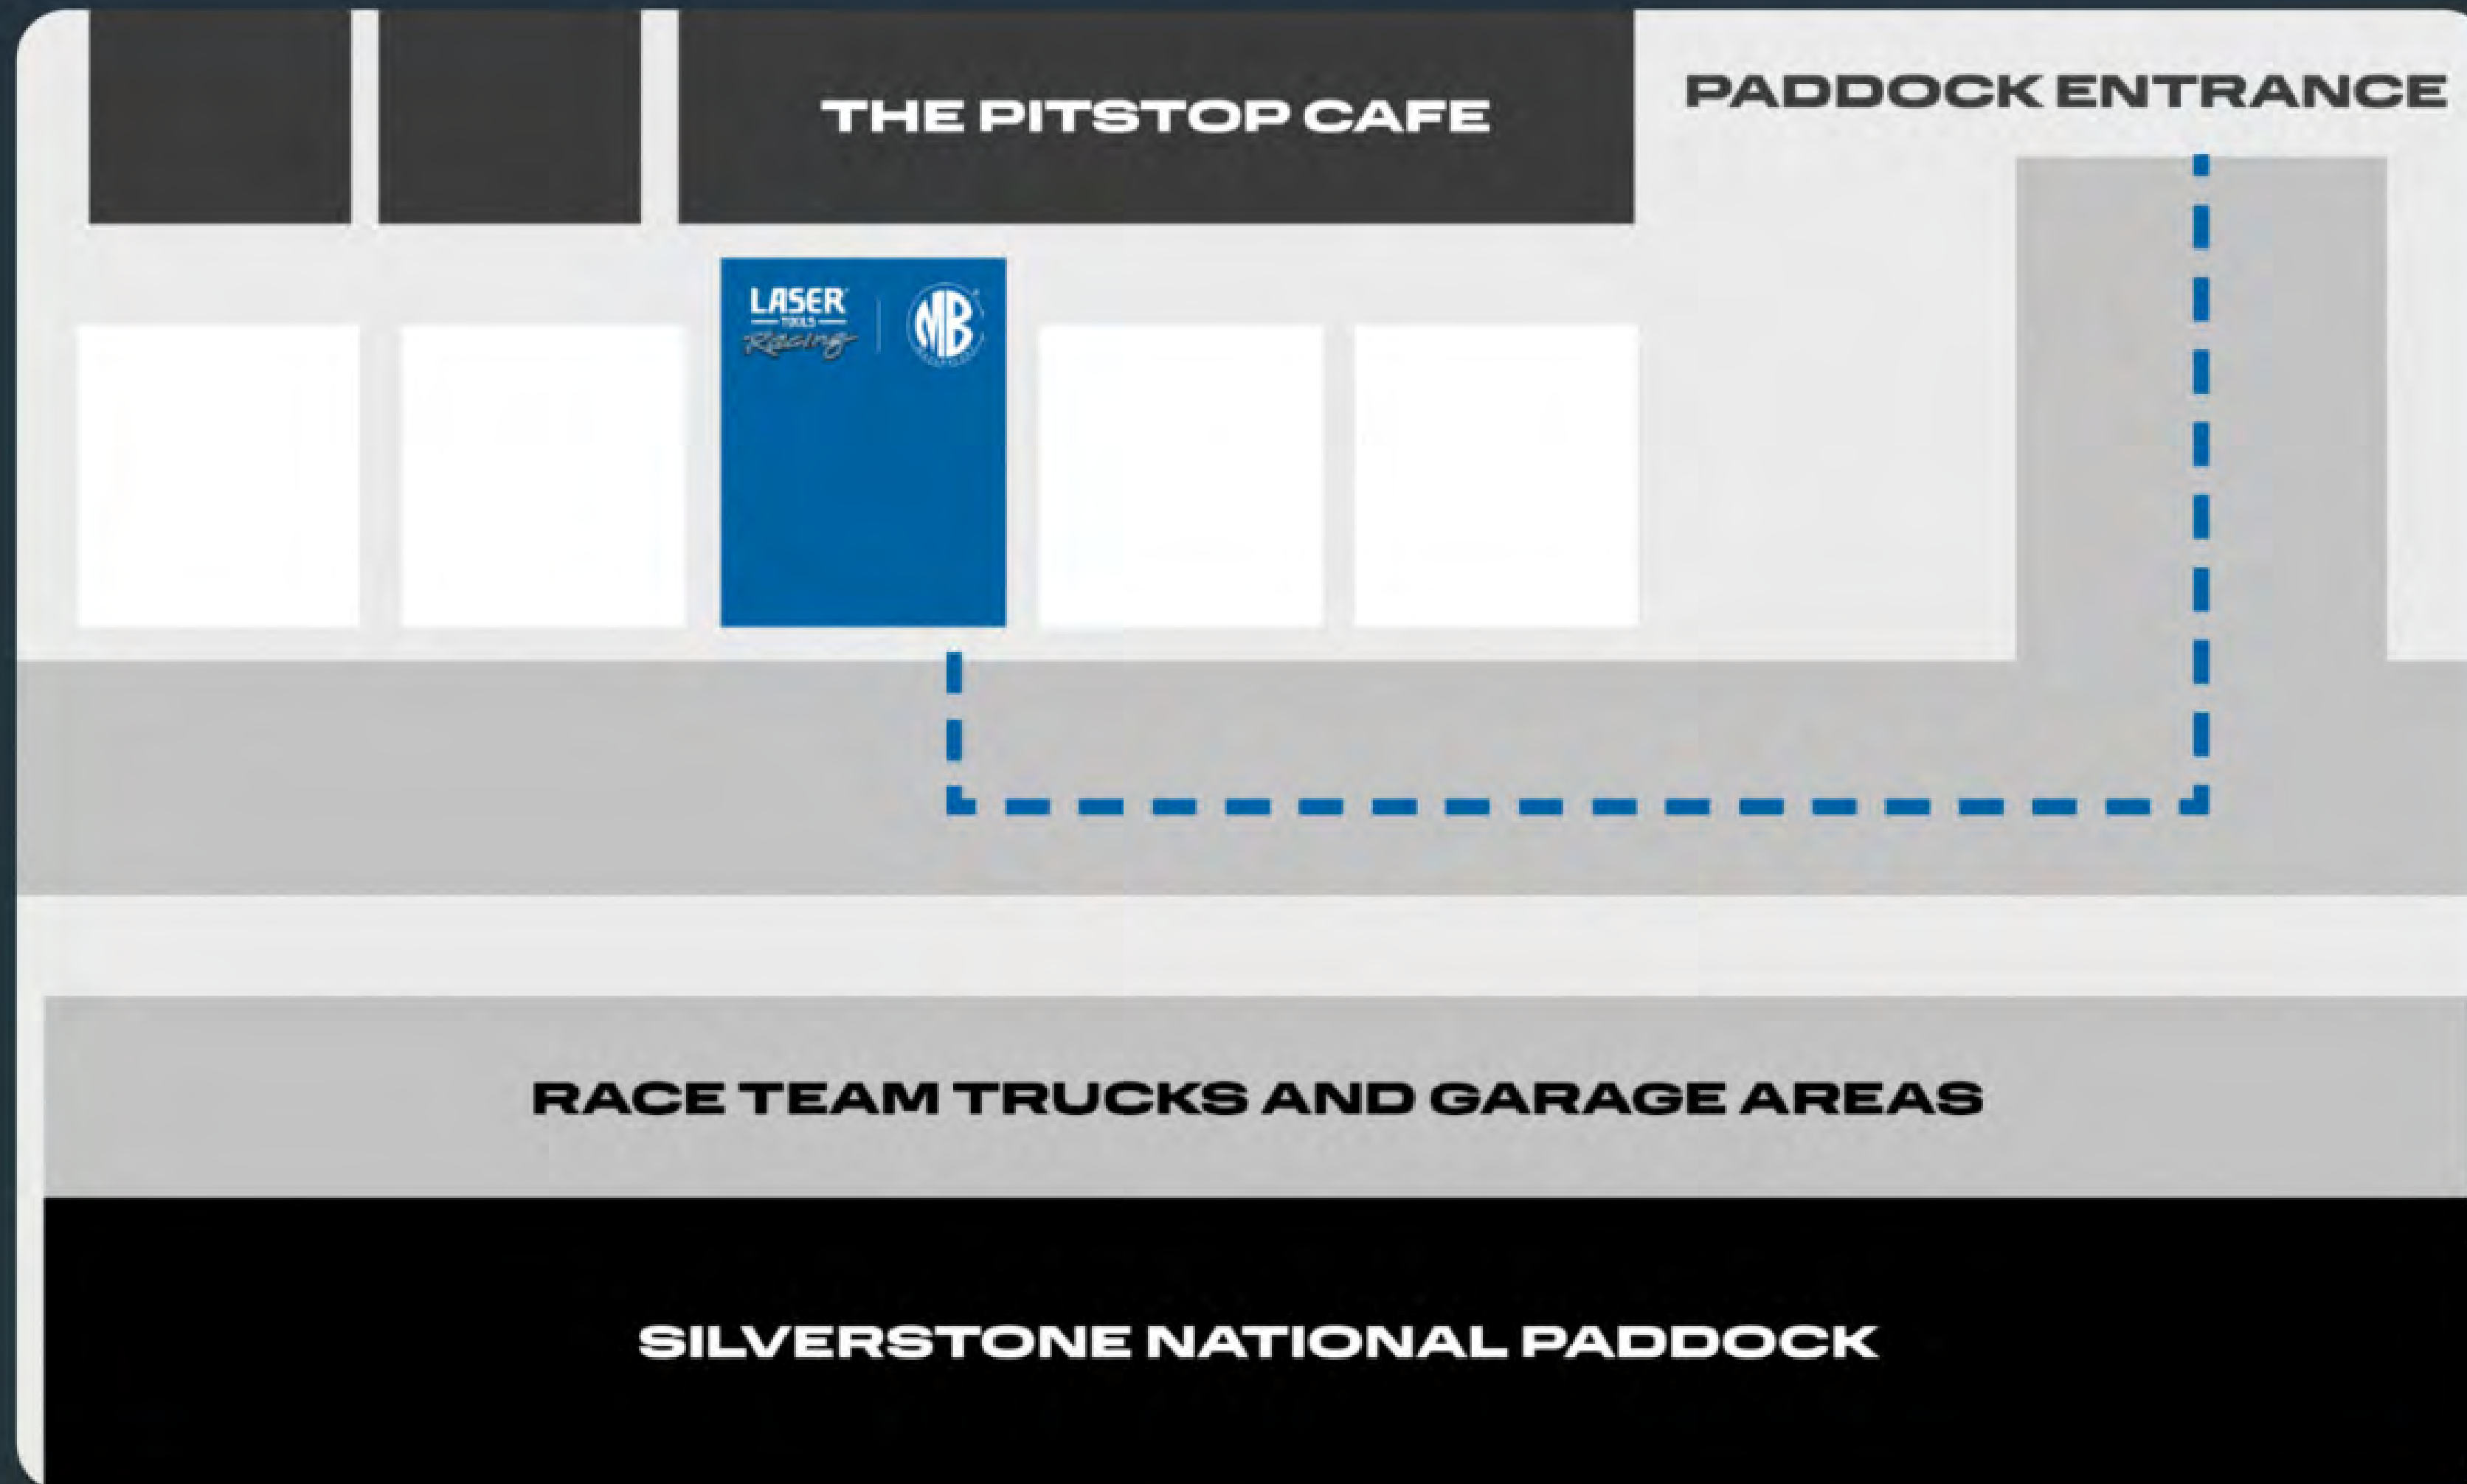 THE PITSTOP CAFE
PADDOCK ENTRANCE
LASER
TOOLS
Racing
MB
RACE TEAM TRUCKS AND GARAGE AREAS
SILVERSTONE NATIONAL PADDOCK